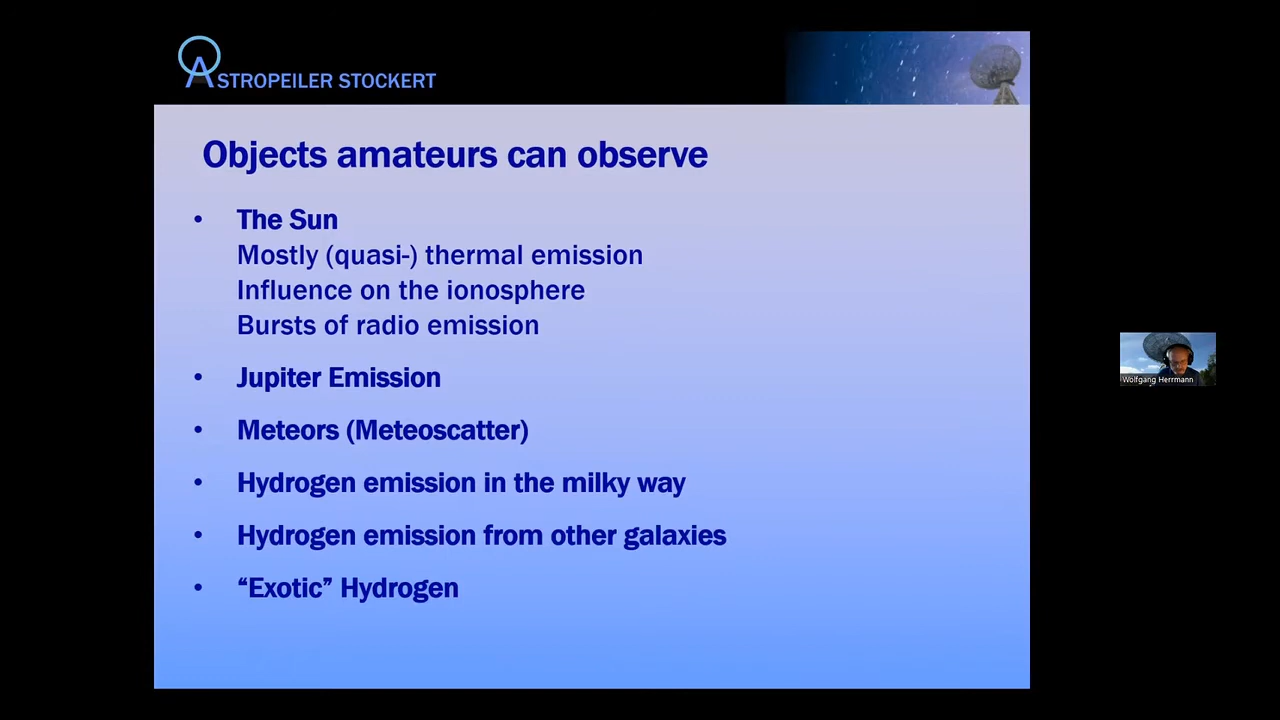 ASTROPEILER STOCKERT
Objects amateurs can observe
• The Sun
Mostly (quasi-) thermal emission
Influence on the ionosphere
Bursts of radio emission
• Jupiter Emission
• Meteors (Meteoscatter)
• Hydrogen emission in the milky way
• Hydrogen emission from other galaxies
• “Exotic” Hydrogen
Wolfgang Herrmann